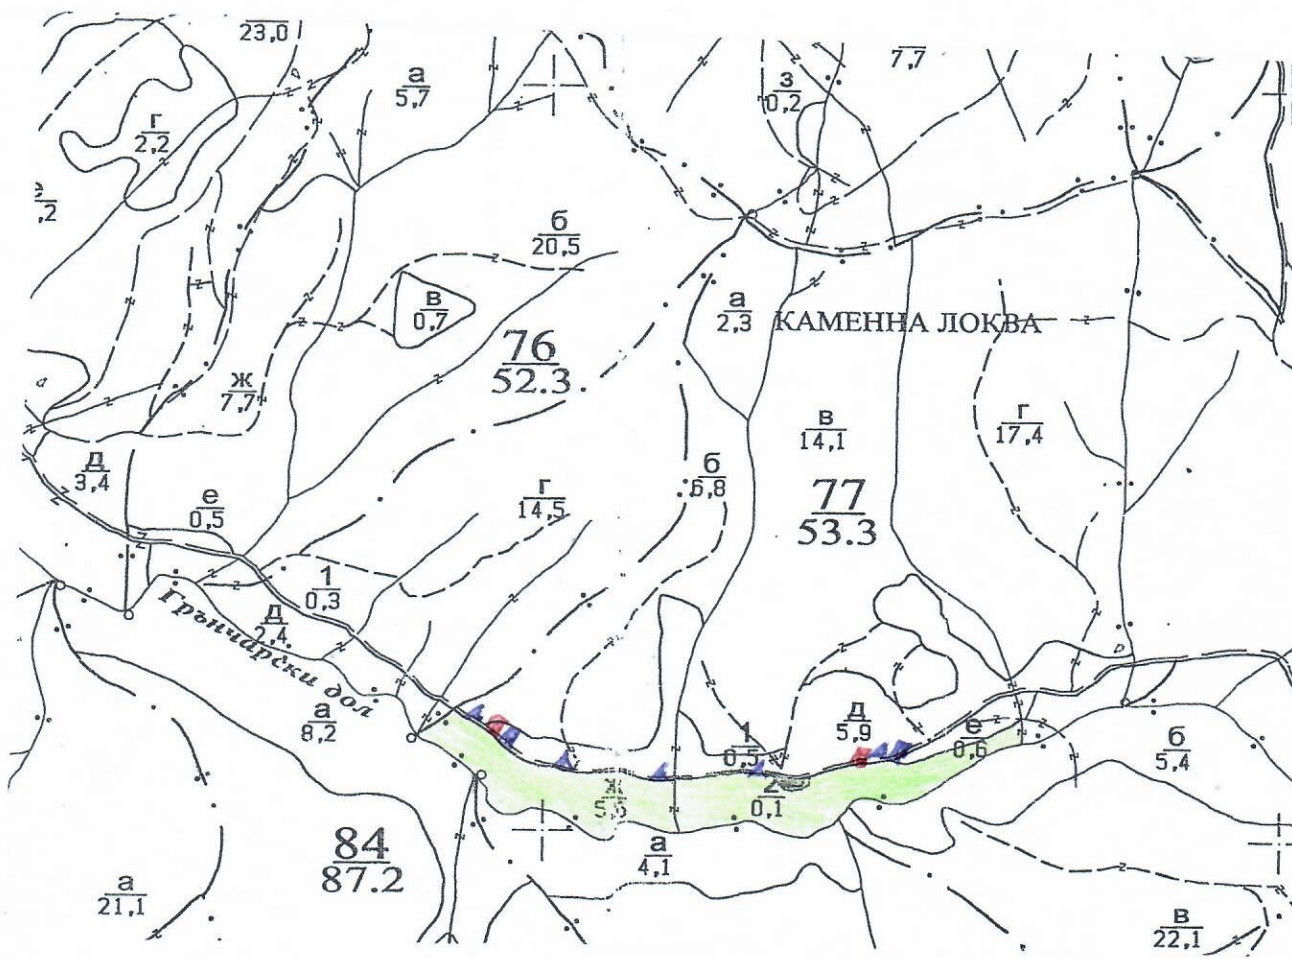 23,0
а
5,7
з
0,2
7,7
г
2,2
,2
б
20,5
в
0,7
а
2,3
КАМЕННА ЛОКВА
76
52.3
ж
7,7
в
14,1
г
17,4
д
3,4
е
0,5
г
14,5
б
6,8
77
53.3
1
0,3
д
2,4
Грънчарски дол
а
8,2
1
0,5
д
5,9
е
0,6
б
5,4
ж
5,5
2
0,1
84
87.2
а
4,1
а
21,1
в
22,1